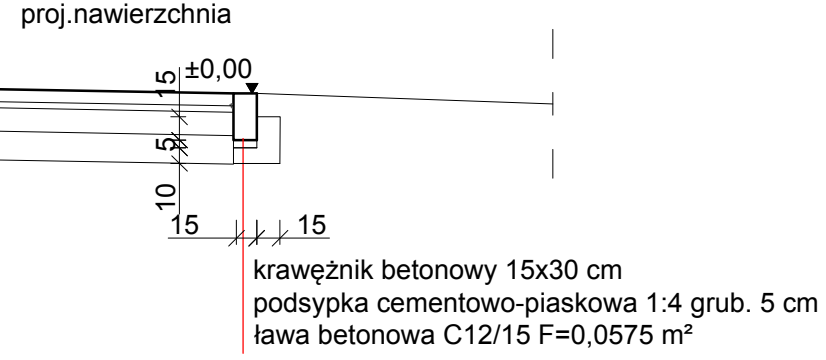 proj.nawierzchnia
±0,00
15
5
10
15
15
krawężnik betonowy 15x30 cm
podsypka cementowo-piaskowa 1:4 grub. 5 cm
ława betonowa C12/15 F=0,0575 m²